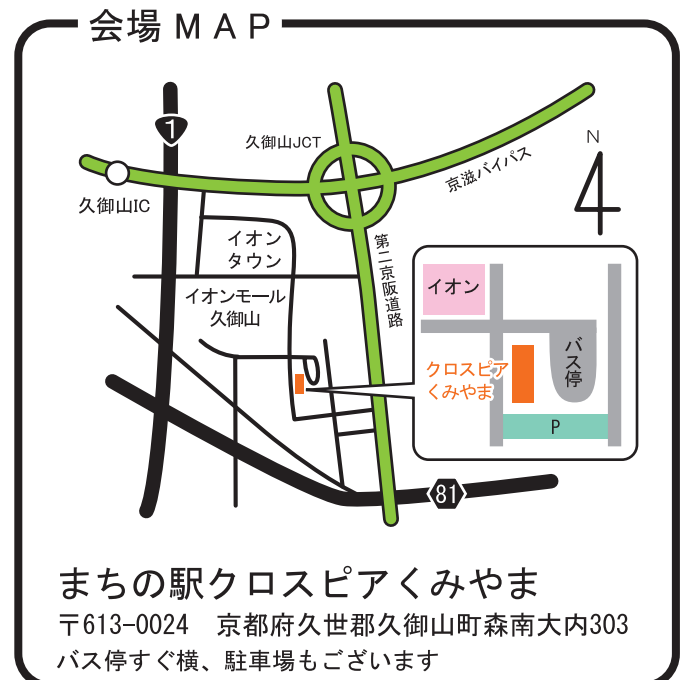 会場 MAP
1
久御山JCT
N
京滋バイパス
久御山IC
イオン
タウン
第二京阪道路
イオンモール
久御山
イオン
バス停
クロスピア
くみやま
P
81
まちの駅クロスピアくみやま
〒613-0024　京都府久世郡久御山町森南大内303
バス停すぐ横、駐車場もございます